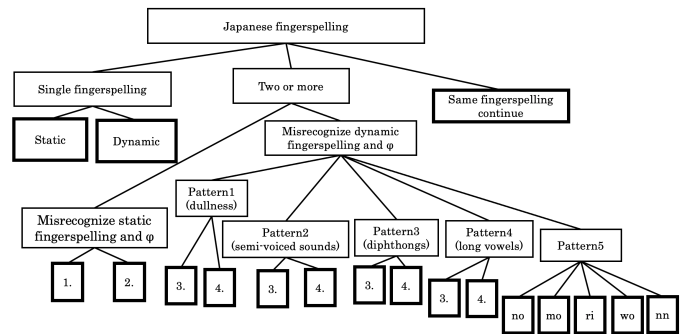 Japanese fingerspelling
Single fingerspelling
Two or more
Same fingerspelling
continue
Static
Dynamic
Misrecognize dynamic
fingerspelling and φ
Misrecognize static
fingerspelling and φ
Pattern1
(dullness)
Pattern2
(semi-voiced sounds)
Pattern3
(diphthongs)
Pattern4
(long vowels)
Pattern5
1.
2.
3.
4.
3.
4.
3.
4.
3.
4.
no
mo
ri
wo
nn